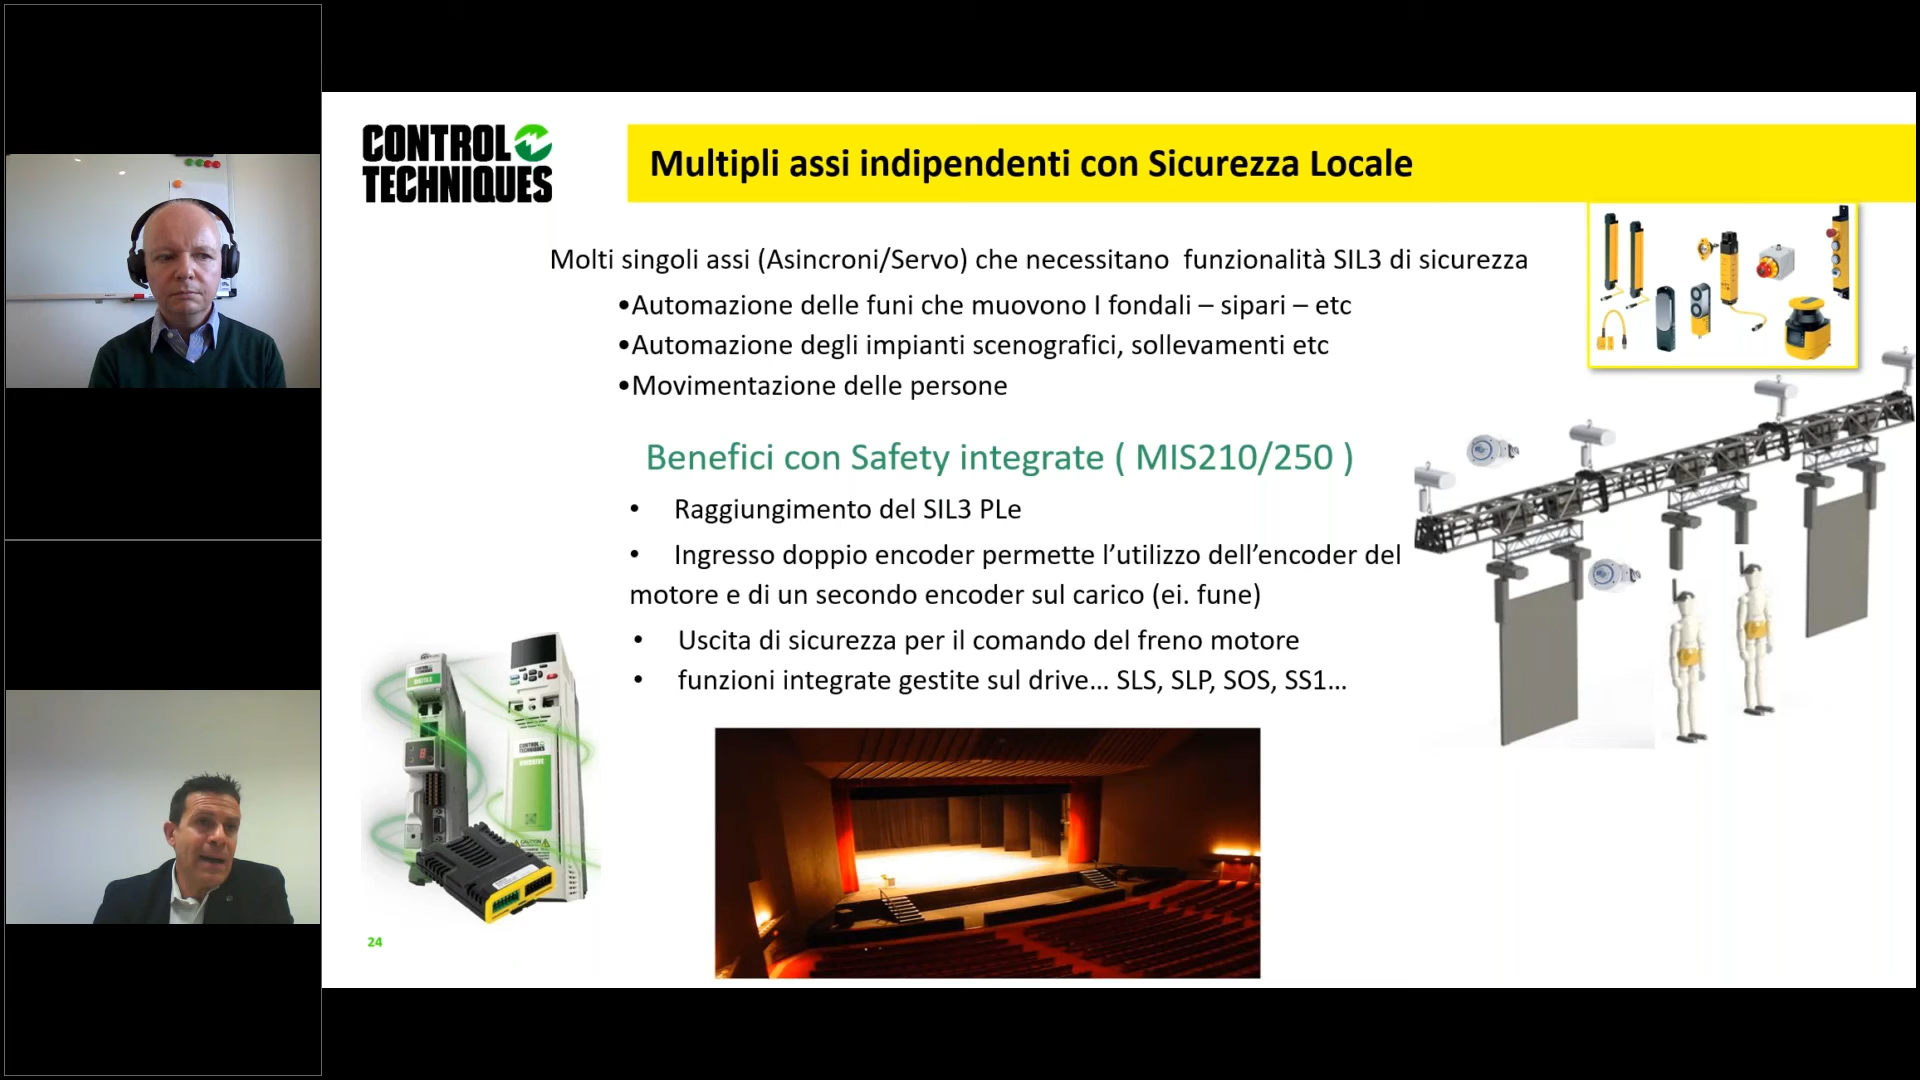 CONTROL
TECHNIQUES
Multipli assi indipendenti con Sicurezza Locale
Molti singoli assi (Asincroni/Servo) che necessitano funzionalità SIL3 di sicurezza
•Automazione delle funi che muovono I fondali – sipari – etc
•Automazione degli impianti scenografici, sollevamenti etc
•Movimentazione delle persone
Benefici con Safety integrate ( MIS210/250 )
• Raggiungimento del SIL3 PLe
• Ingresso doppio encoder permette l’utilizzo dell’encoder del
motore e di un secondo encoder sul carico (ei. fune)
• Uscita di sicurezza per il comando del freno motore
• funzioni integrate gestite sul drive... SLS, SLP, SOS, SS1...
CONTROL
TECHNIQUES
UNIDRIVE
CAUTION
24